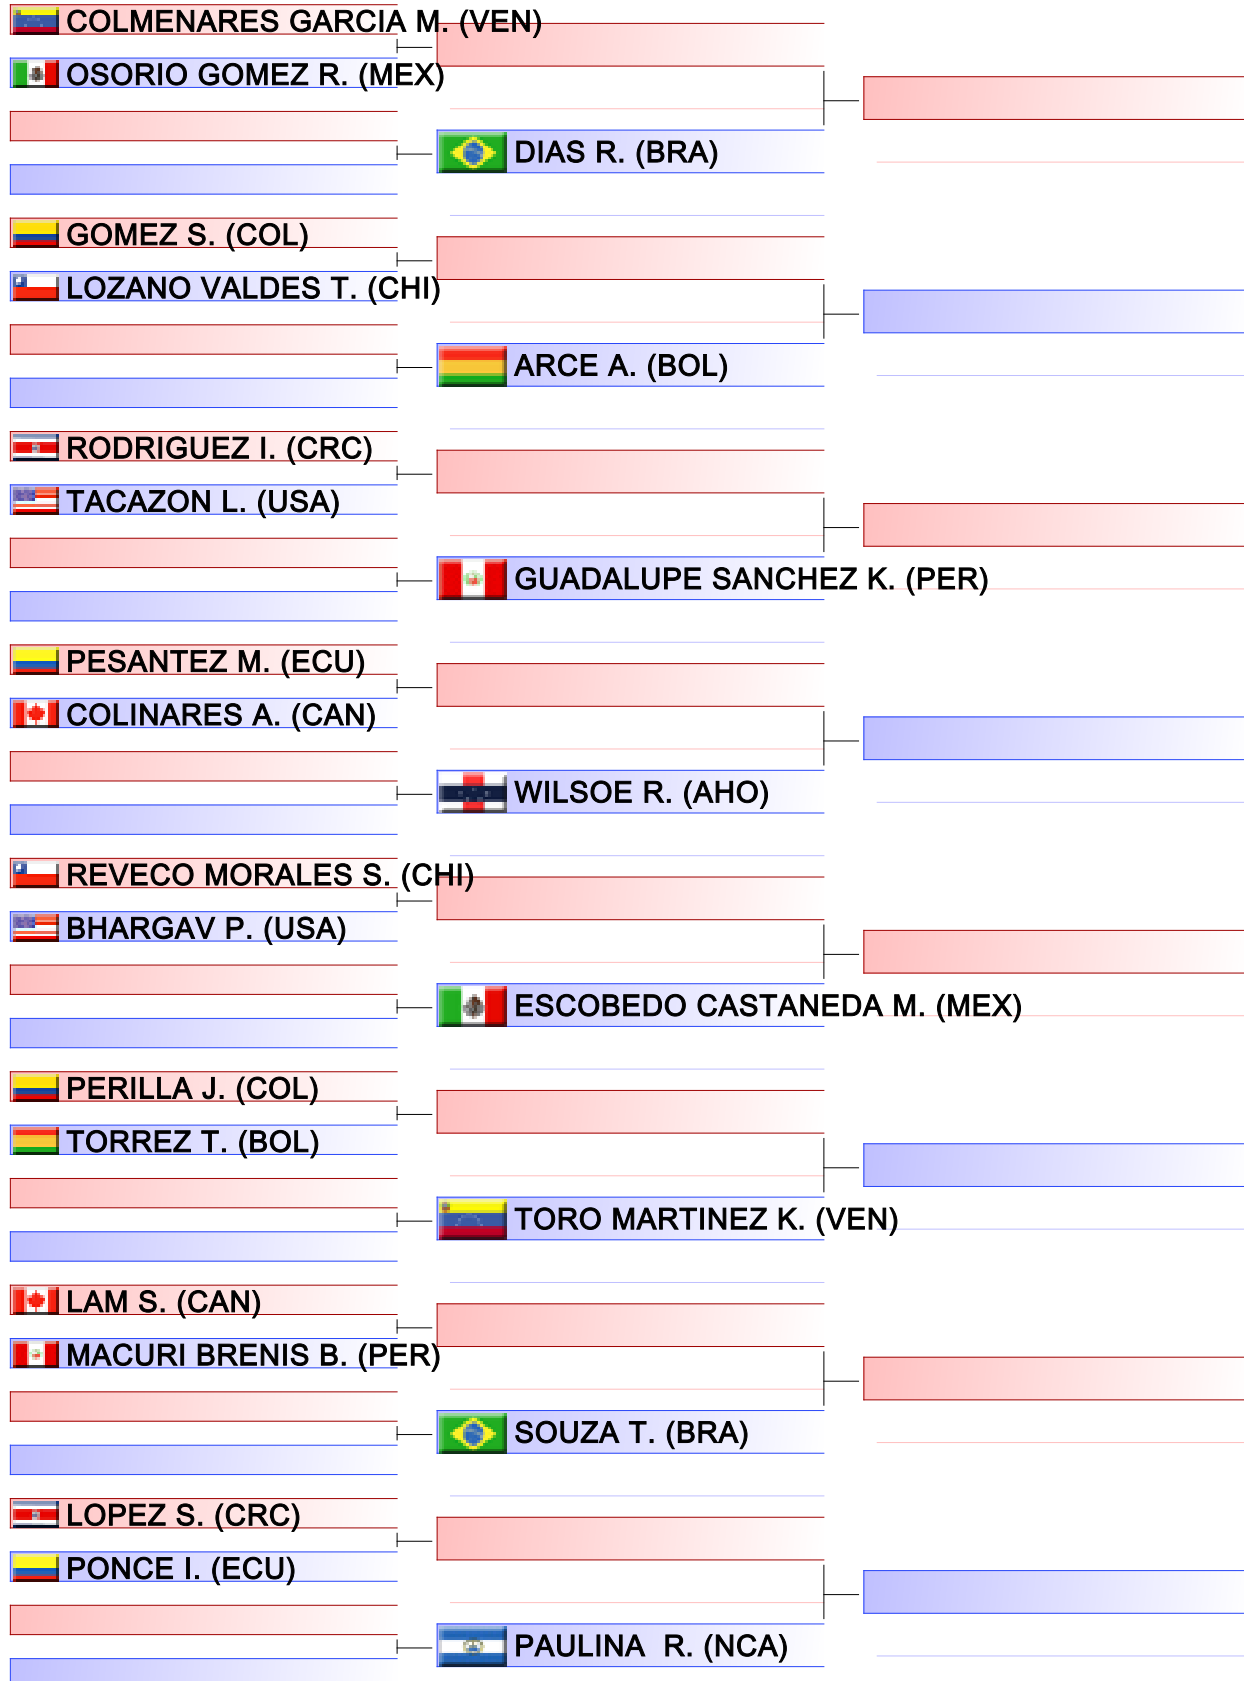 COLMENARES GARCIA M. (VEN)
OSORIO GOMEZ R. (MEX)
DIAS R. (BRA)
GOMEZ S. (COL)
LOZANO VALDES T. (CHI)
ARCE A. (BOL)
RODRIGUEZ I. (CRC)
TACAZON L. (USA)
GUADALUPE SANCHEZ K. (PER)
PESANTEZ M. (ECU)
COLINARES A. (CAN)
WILSOE R. (AHO)
REVECO MORALES S. (CHI)
BHARGAV P. (USA)
ESCOBEDO CASTANEDA M. (MEX)
PERILLA J. (COL)
TORREZ T. (BOL)
TORO MARTINEZ K. (VEN)
LAM S. (CAN)
MACURI BRENIS B. (PER)
SOUZA T. (BRA)
LOPEZ S. (CRC)
PONCE I. (ECU)
PAULINA  R. (NCA)